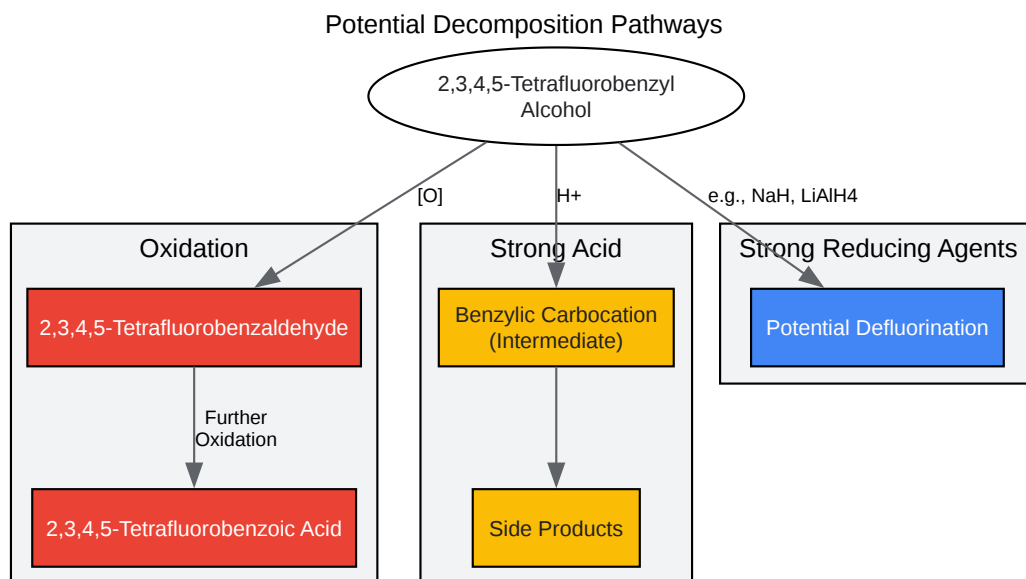 Potential Decomposition Pathways
2,3,4,5-Tetrafluorobenzyl
Alcohol
[O]
H+
e.g., NaH, LiAlH4
Oxidation
Strong Acid
Strong Reducing Agents
2,3,4,5-Tetrafluorobenzaldehyde
Benzylic Carbocation
(Intermediate)
Potential Defluorination
Further
Oxidation
2,3,4,5-Tetrafluorobenzoic Acid
Side Products